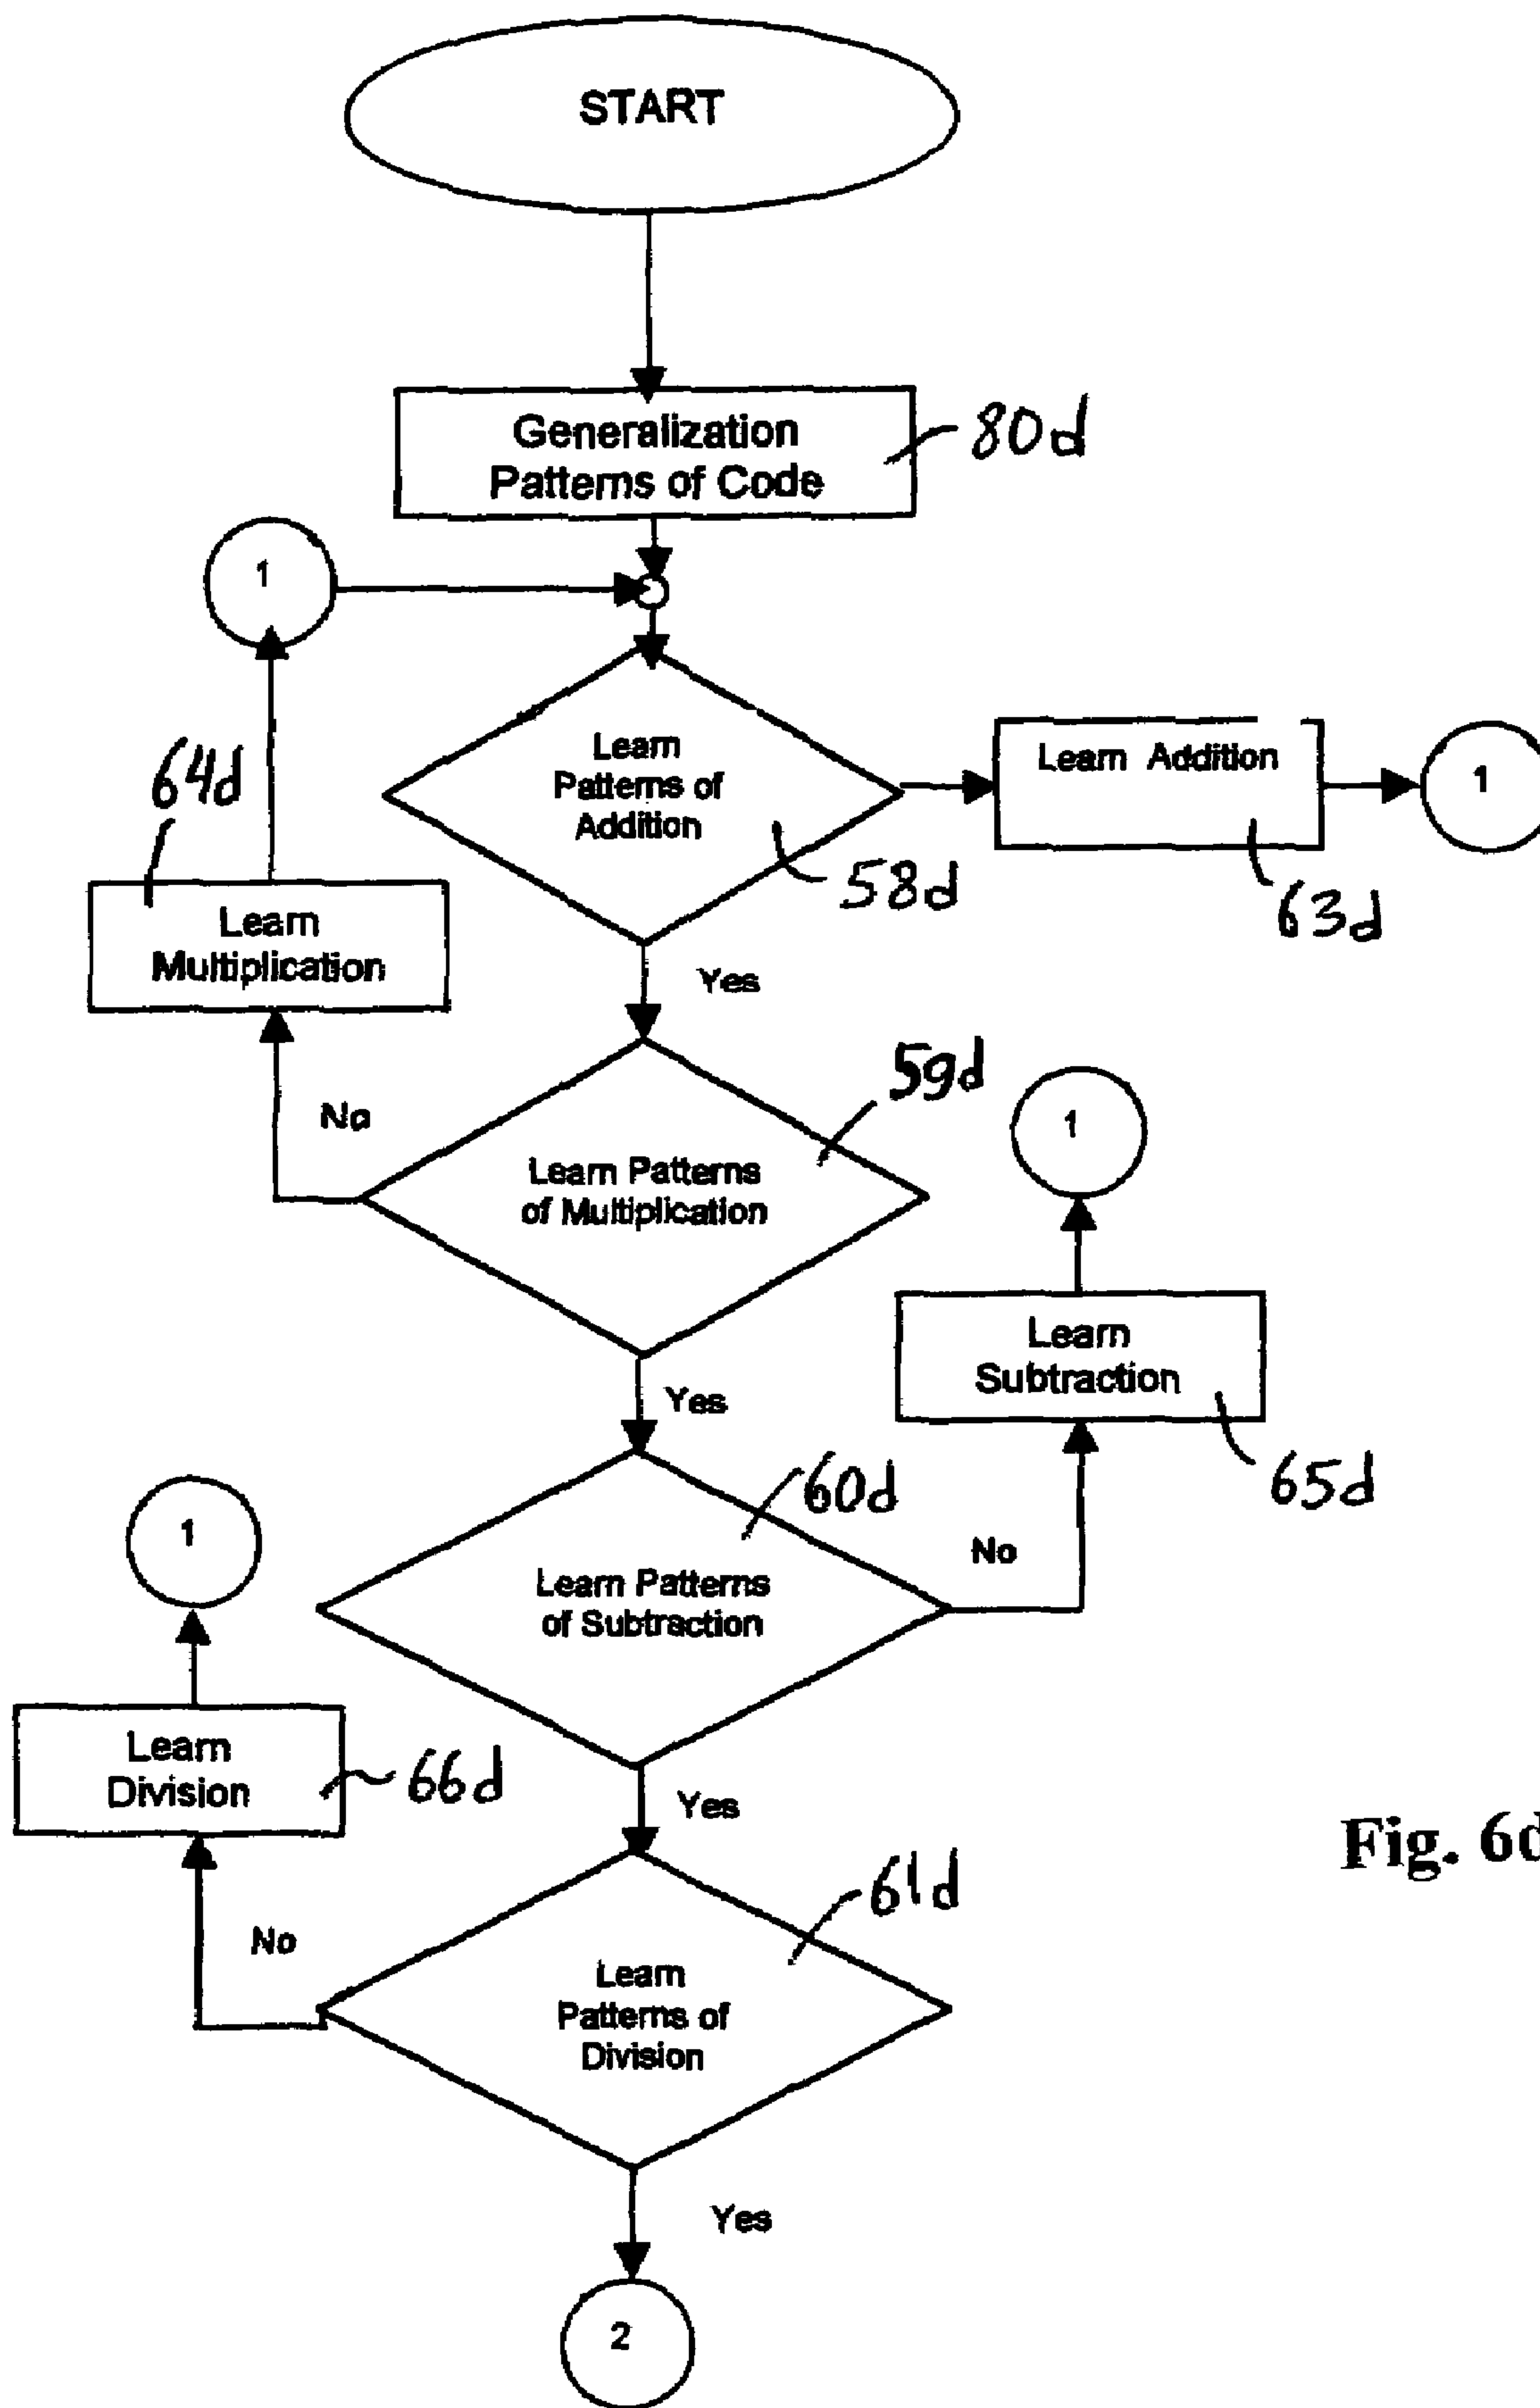 START
Generalization
Patterns of Code
80d
1
Learn
Patterns of
Addition
58d
Learn Addition
63d
1
64d
Learn
Multiplication
Yes
No
59d
Learn Patterns
of Multiplication
1
Learn
Subtraction
65d
Yes
60d
Learn Patterns
of Subtraction
No
1
Learn
Division
66d
Yes
Fig. 6d
61d
No
Learn
Patterns of
Division
Yes
2